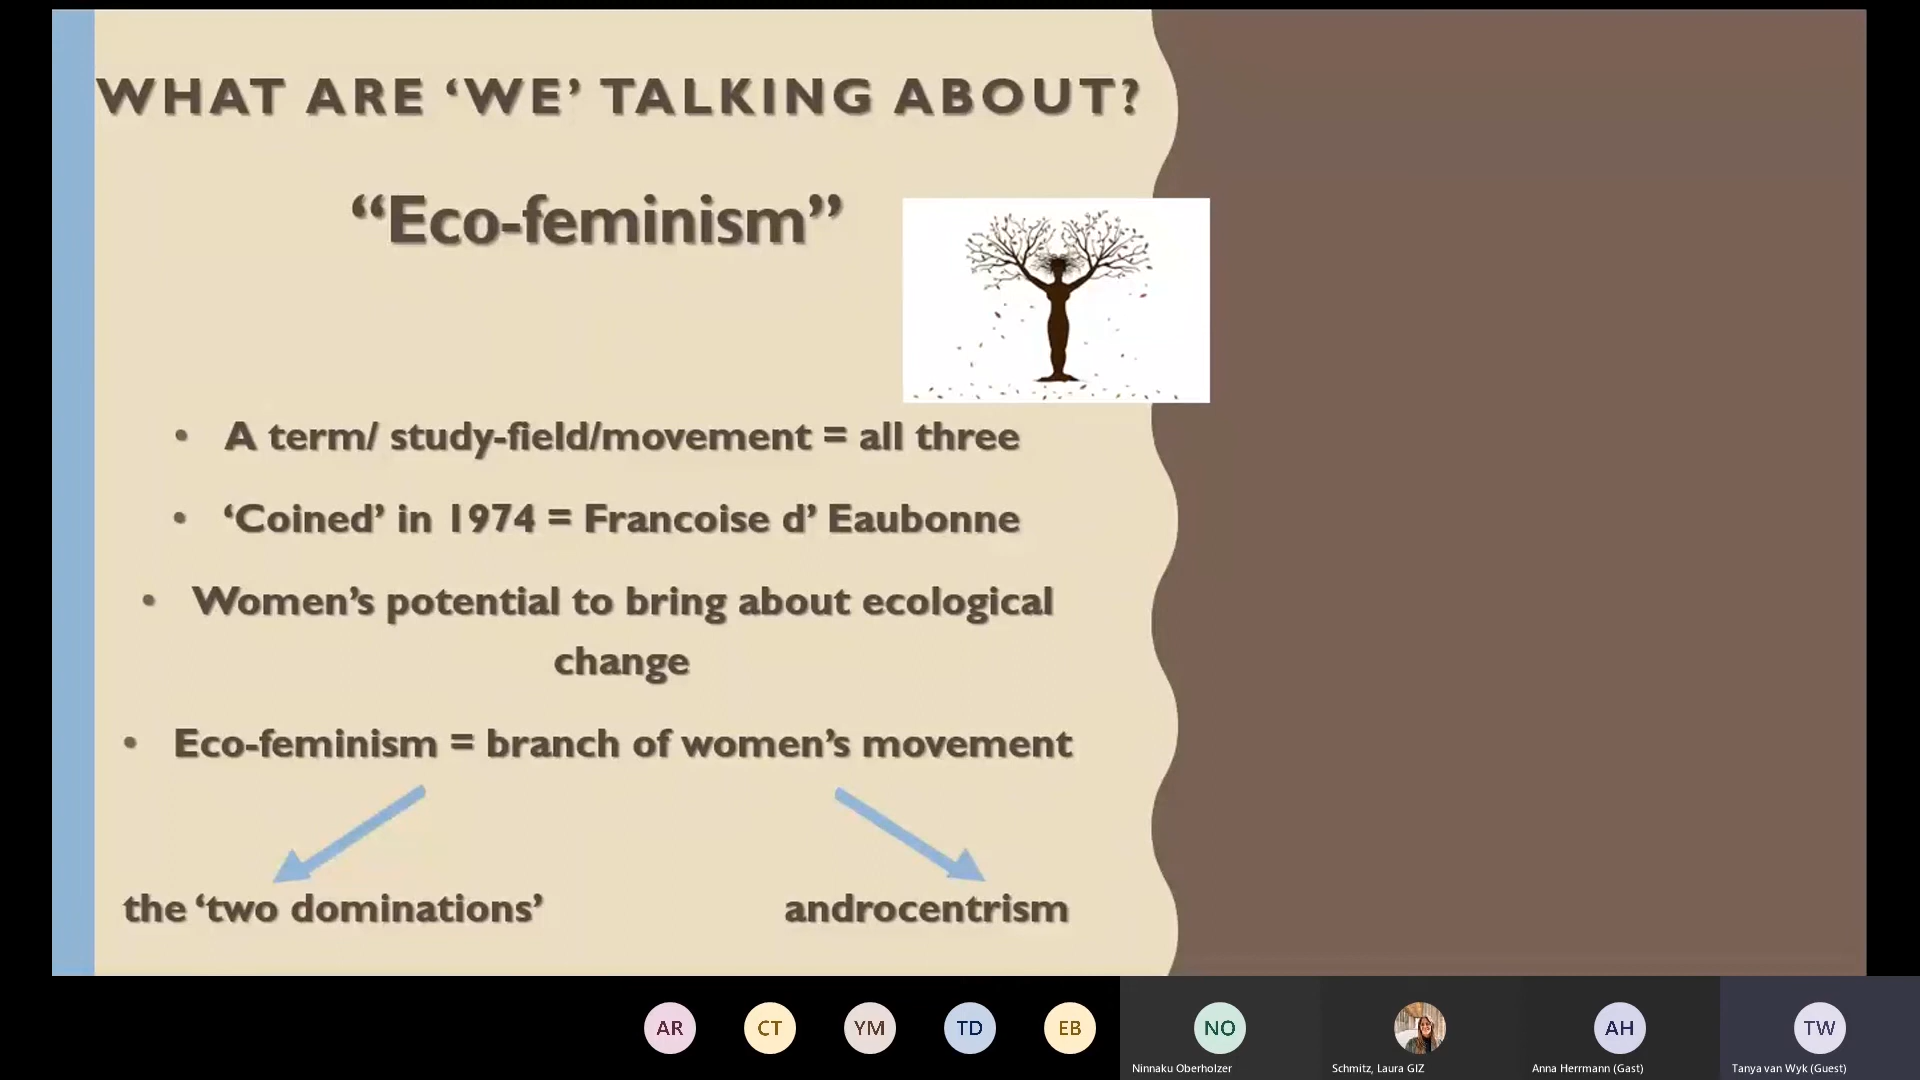 WHAT ARE ‘WE’ TALKING ABOUT?
“Eco-feminism”
• A term/ study-field/movement = all three
• ‘Coined’ in 1974 = Francoise d’ Eaubonne
• Women’s potential to bring about ecological
change
• Eco-feminism = branch of women’s movement
the ‘two dominations’ androcentrism
AR CT YM TD EB NO AH TW
Ninnaku Oberholzer Schmitz, Laura GIZ Anna Herrmann (Gast) Tanya van Wyk (Guest)